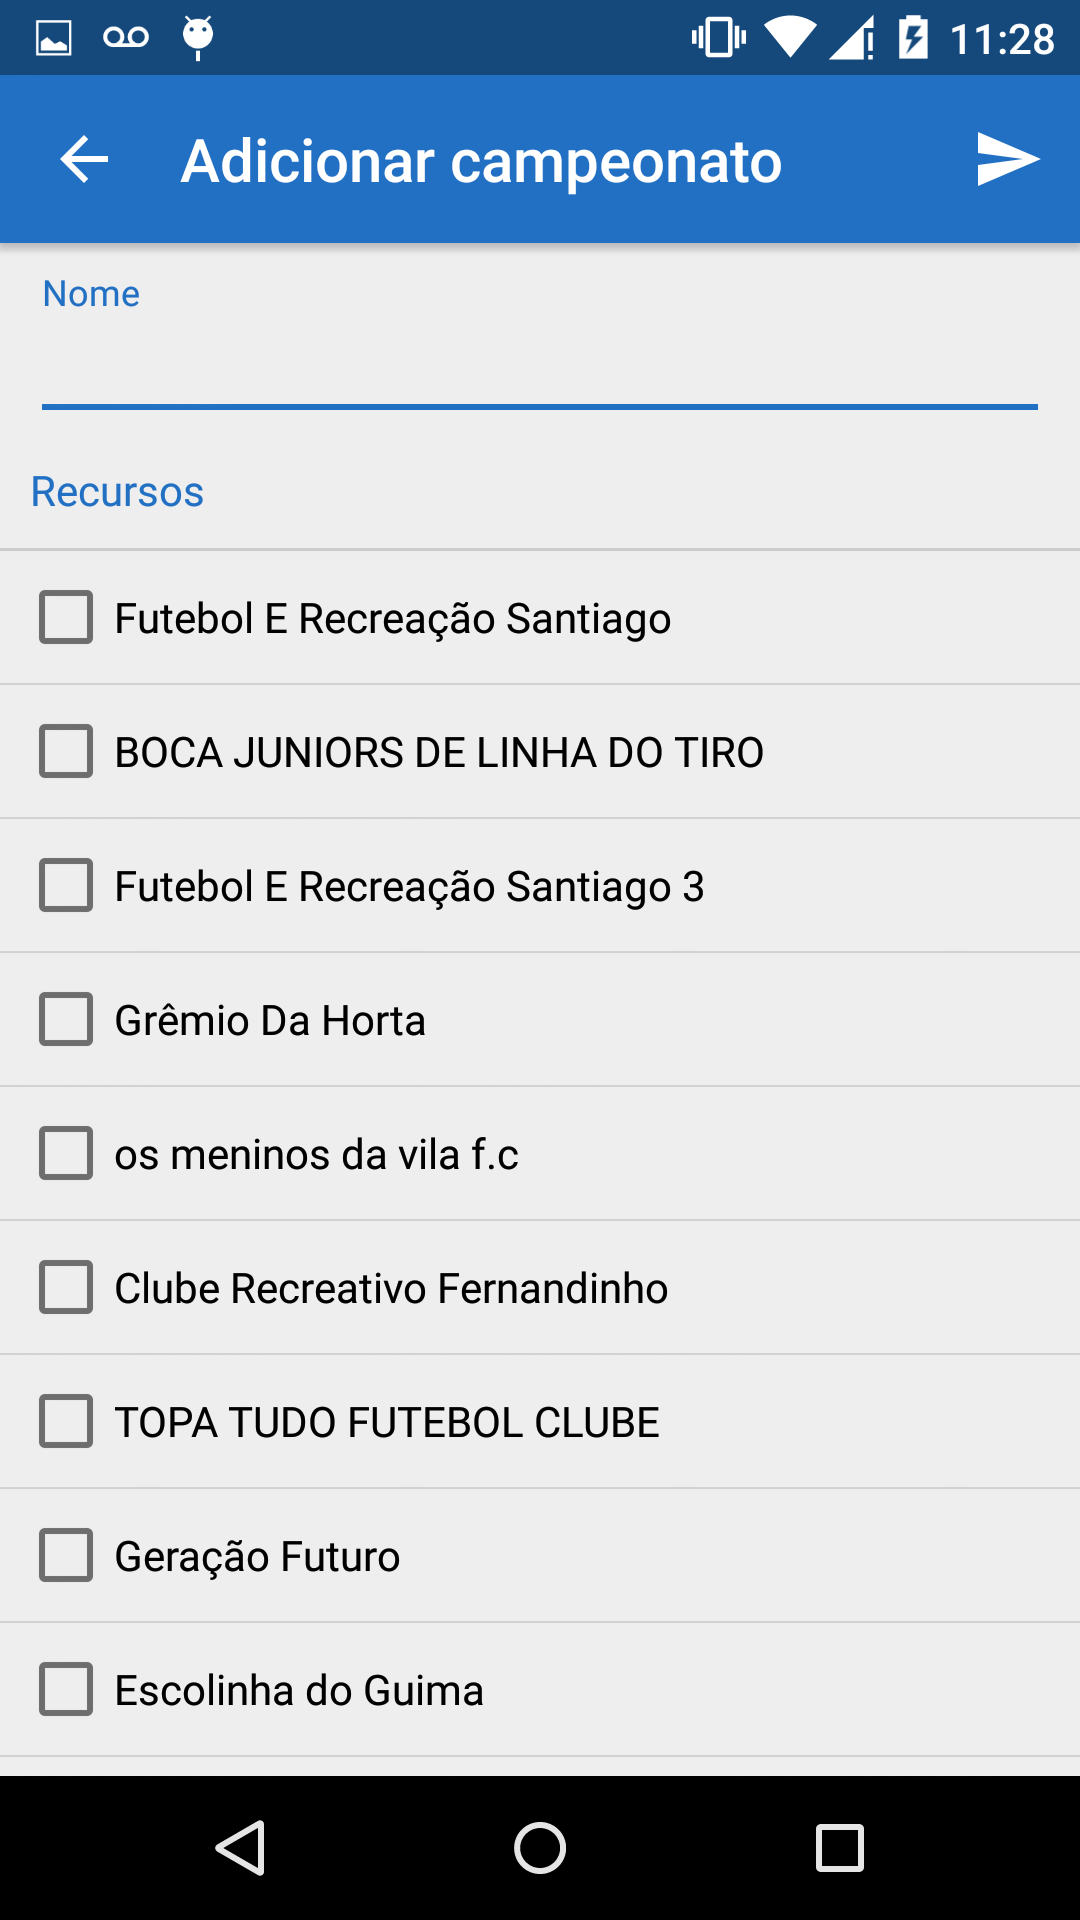 11:28
Adicionar campeonato
Nome
Recursos
Futebol E Recreação Santiago
BOCA JUNIORS DE LINHA DO TIRO
Futebol E Recreação Santiago 3
Grêmio Da Horta
os meninos da vila f.c
Clube Recreativo Fernandinho
TOPA TUDO FUTEBOL CLUBE
Geração Futuro
Escolinha do Guima